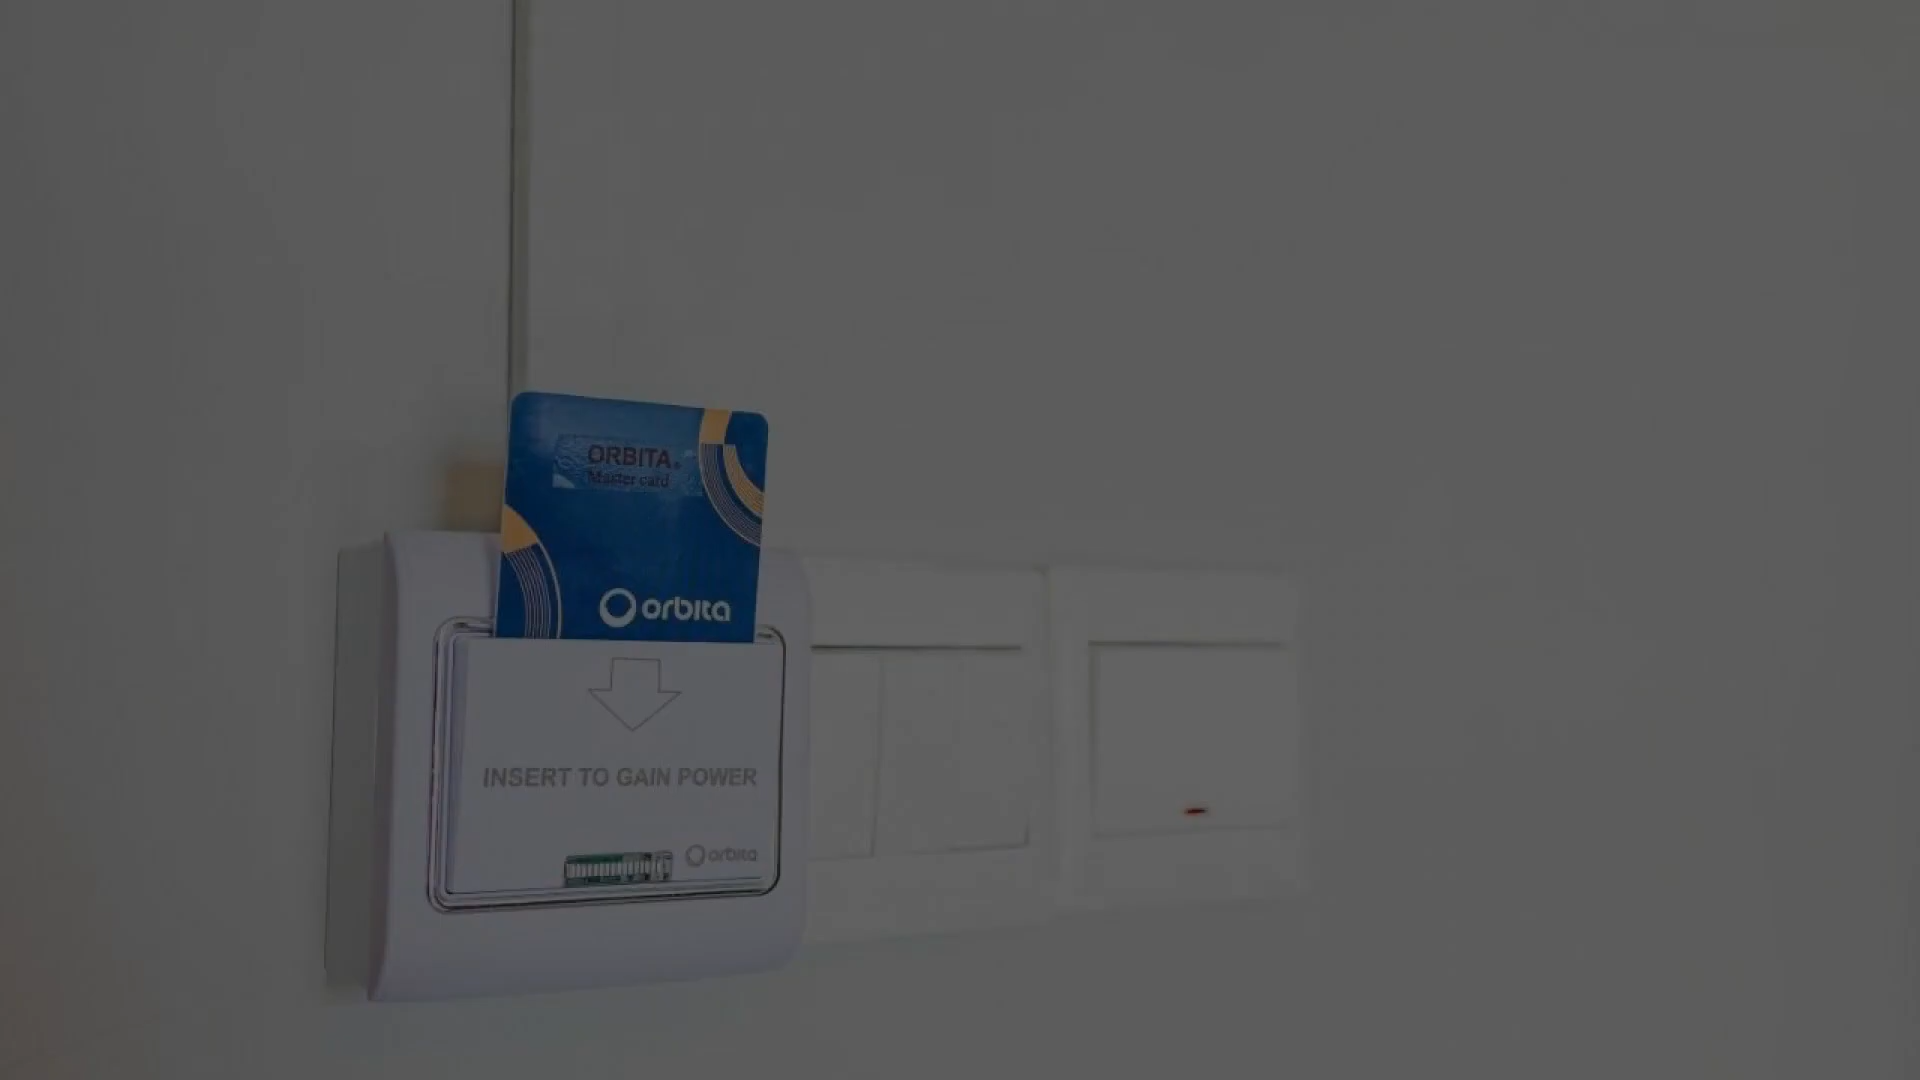 ORBITA®
Master card
orbita
INSERT TO GAIN POWER
orbita